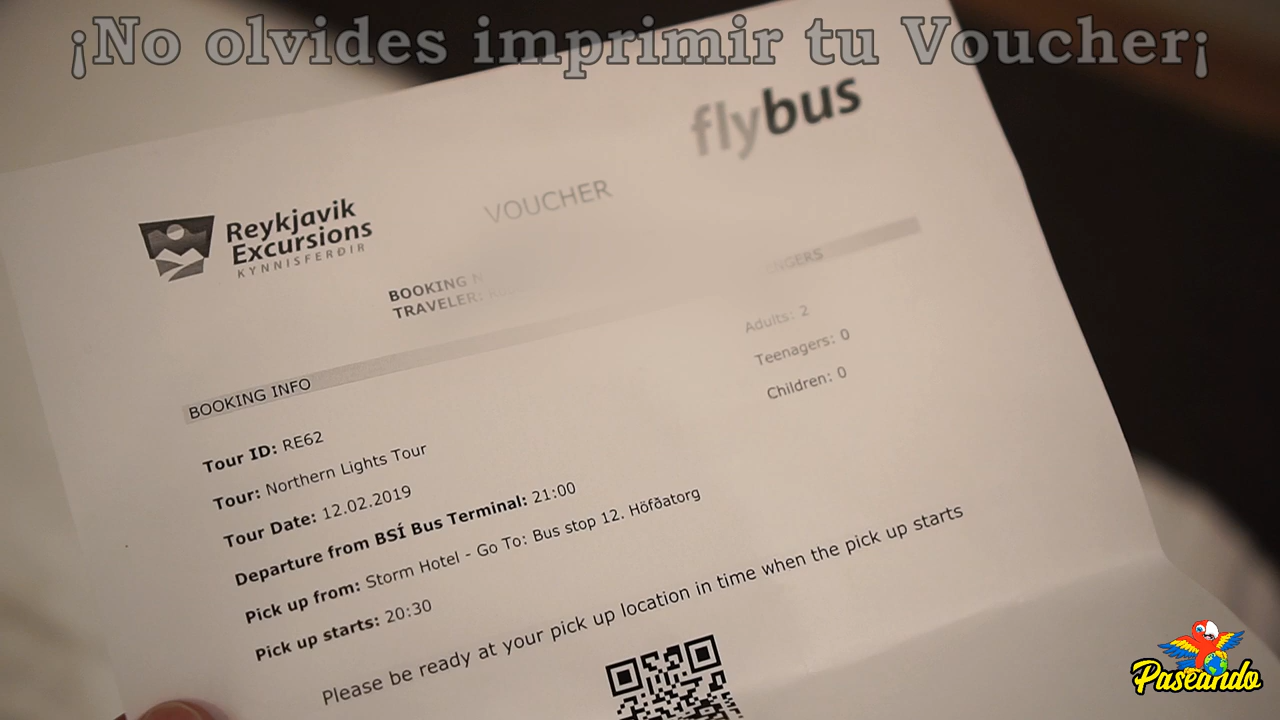 ¡No olvides imprimir tu Voucher¡
flybus
Reykjavik
Excursions
KYNNISFERÐIR
VOUCHER
BOOKING N
TRAVELER:
NGERS
BOOKING INFO
Adults: 2
Teenagers: 0
Children: 0
Tour ID: RE62
Tour: Northern Lights Tour
Tour Date: 12.02.2019
Departure from BSÍ Bus Terminal: 21:00
Pick up from: Storm Hotel - Go To: Bus stop 12. Höfðatorg
Pick up starts: 20:30
Please be ready at your pick up location in time when the pick up starts
Paseando